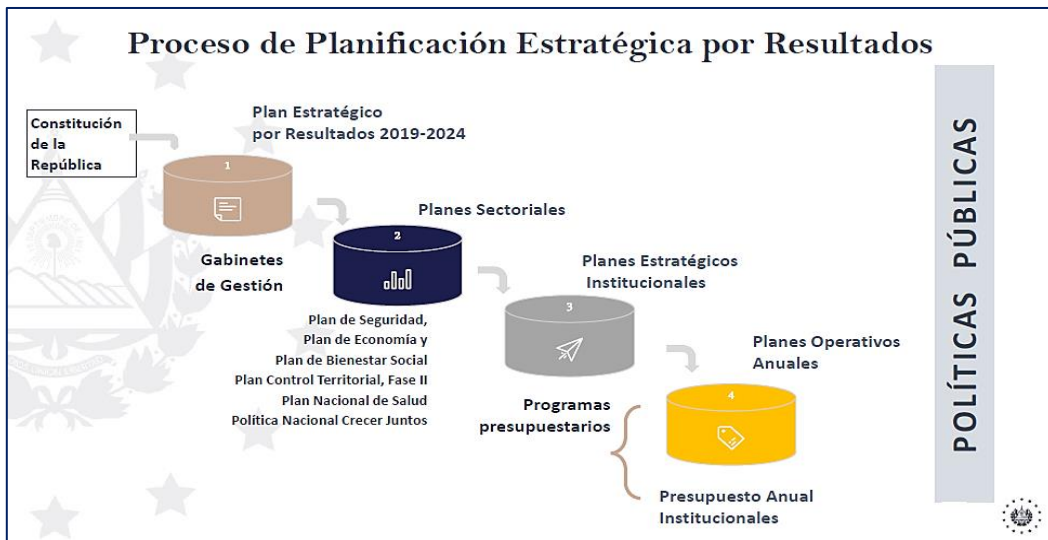 Proceso de Planificación Estratégica por Resultados
Constitución
de la
República
Plan Estratégico
por Resultados 2019-2024
1
Gabinetes
de Gestión
Planes Sectoriales
2
Plan de Seguridad,
Plan de Economía y
Plan de Bienestar Social
Plan Control Territorial, Fase II
Plan Nacional de Salud
Política Nacional Crecer Juntos
Planes Estratégicos
Institucionales
3
Planes Operativos
Anuales
4
Programas
presupuestarios
Presupuesto Anual
Institucionales
POLÍTICAS PÚBLICAS